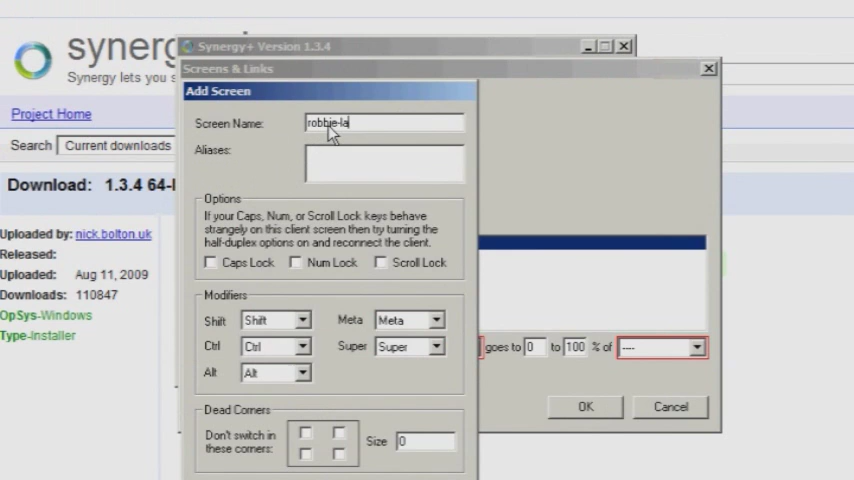 synergy
Synergy lets you s
Synergy+ Version 1.3.4
Screens & Links
Add Screen
Project Home
Search Current downloads
Download: 1.3.4 64-
Uploaded by: nick.bolton.uk
Released:
Uploaded: Aug 11, 2009
Downloads: 110847
OpSys-Windows
Type-Installer
Screen Name: robbie-la
Aliases:
Options
If your Caps, Num, or Scroll Lock keys behave
strangely on this client screen then try turning the
half-duplex options on and reconnect the client.
Caps Lock Num Lock Scroll Lock
Modifiers
Shift Shift Meta Meta
Ctrl Ctrl Super Super
Alt Alt
Dead Corners
Don't switch in
these corners:
Size 0
goes to 0 to 100 % of ----
OK Cancel